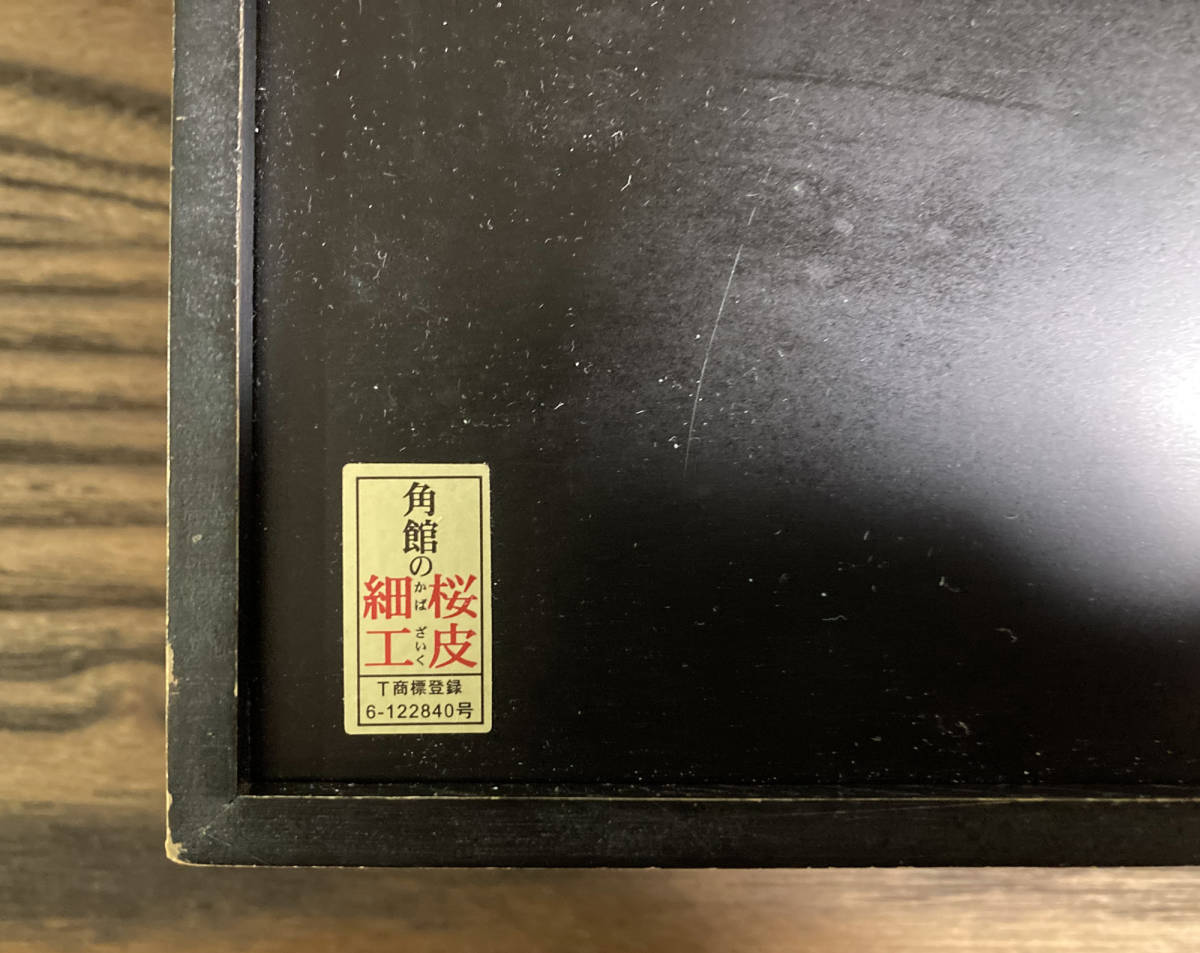 角館の
桜皮
かば
ざいく
細工
T商標登録
6-122840号